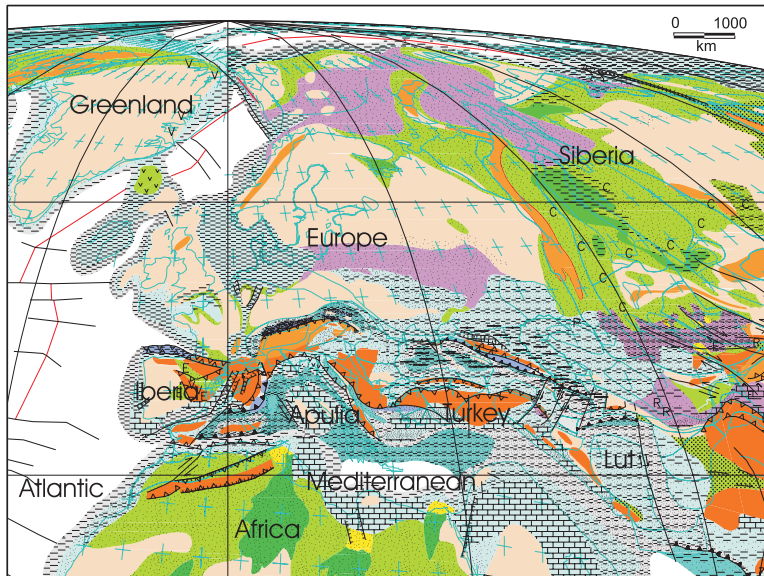 0 1000
km
Greenland
V
V
V
V
V V
V
Siberia
C
C
C
C
C
C
C
C
C
Europe
P
R
E
E
E
Iberia
Apulia
Turkey
R
R
Lut
Mediterranean
Atlantic
Africa